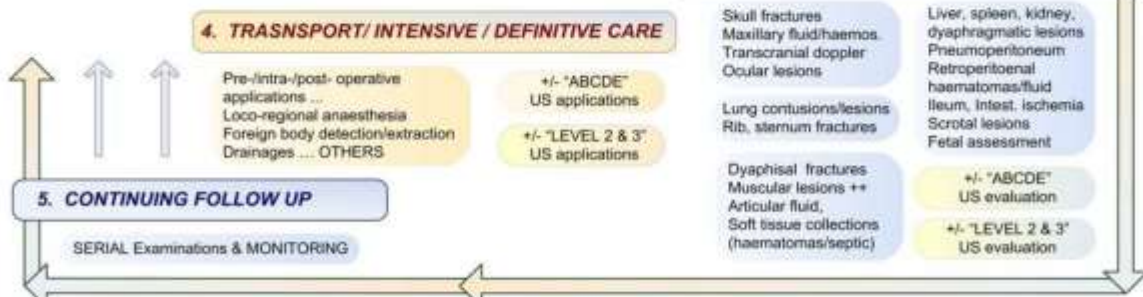 4. TRASNSPORT/ INTENSIVE / DEFINITIVE CARE
Pre-/intra-/post- operative
applications ...
Loco-regional anaesthesia
Foreign body detection/extraction
Drainages ... OTHERS
+/- "ABCDE"
US applications
+/- "LEVEL 2 & 3"
US applications
5. CONTINUING FOLLOW UP
SERIAL Examinations & MONITORING
Skull fractures
Maxillary fluid/haemos.
Transcranial doppler
Ocular lesions
Lung contusions/lesions
Rib, sternum fractures
Dyaphisal fractures
Muscular lesions ++
Articular fluid,
Soft tissue collections
(haematomas/septic)
Liver, spleen, kidney,
dyaphragmatic lesions
Pneumoperitoneum
Retroperitoenal
haematomas/fluid
Ileum, Intest. ischemia
Scrotal lesions
Fetal assessment
+/- "ABCDE"
US evaluation
+/- "LEVEL 2 & 3"
US evaluation